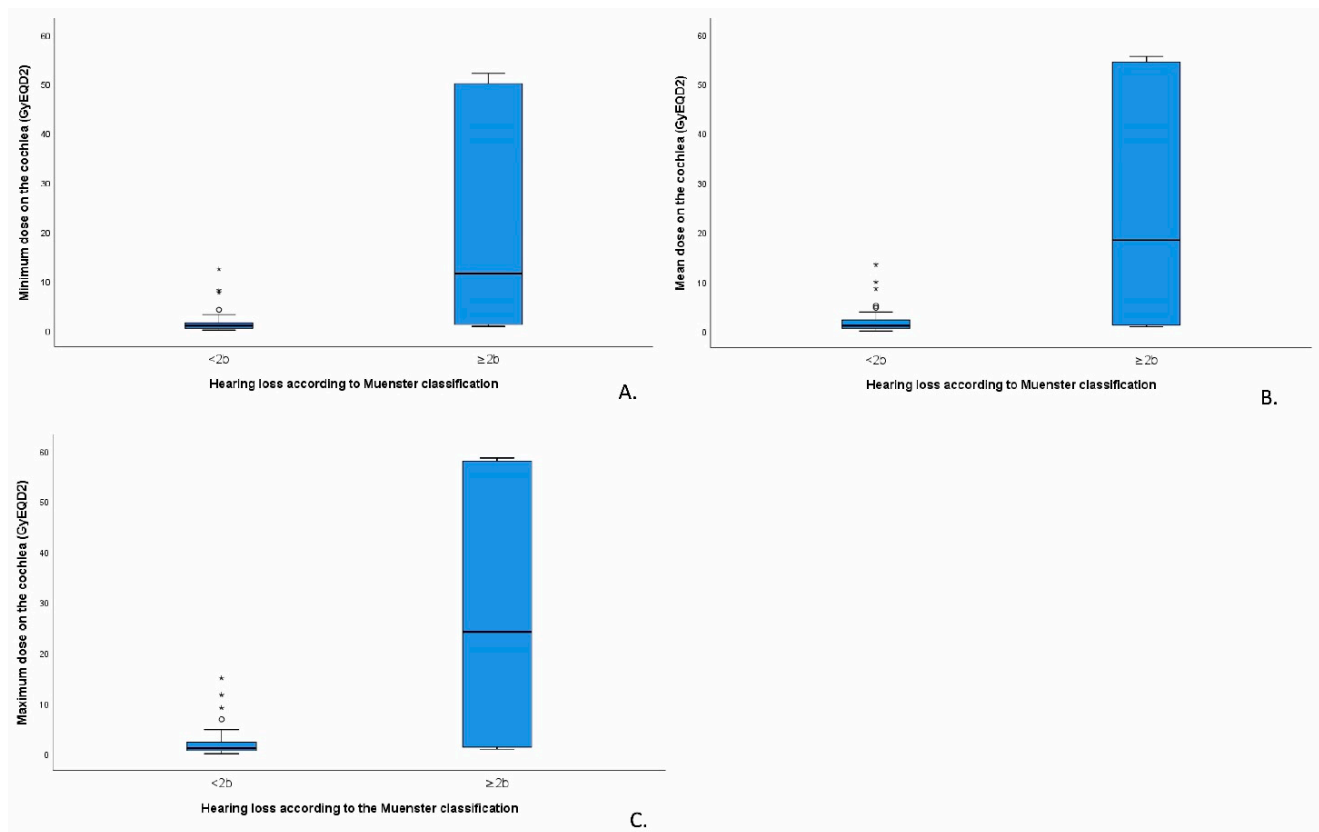 Minimum dose on the cochlea (GyEQD2)
60
50
40
30
20
10
0
<2b
≥2b
Hearing loss according to Muenster classification
A.
Mean dose on the cochlea (GyEQD2)
60
50
40
30
20
10
0
<2b
≥2b
Hearing loss according to Muenster classification
B.
Maximum dose on the cochlea (GyEQD2)
60
50
40
30
20
10
0
<2b
≥2b
Hearing loss according to the Muenster classification
C.